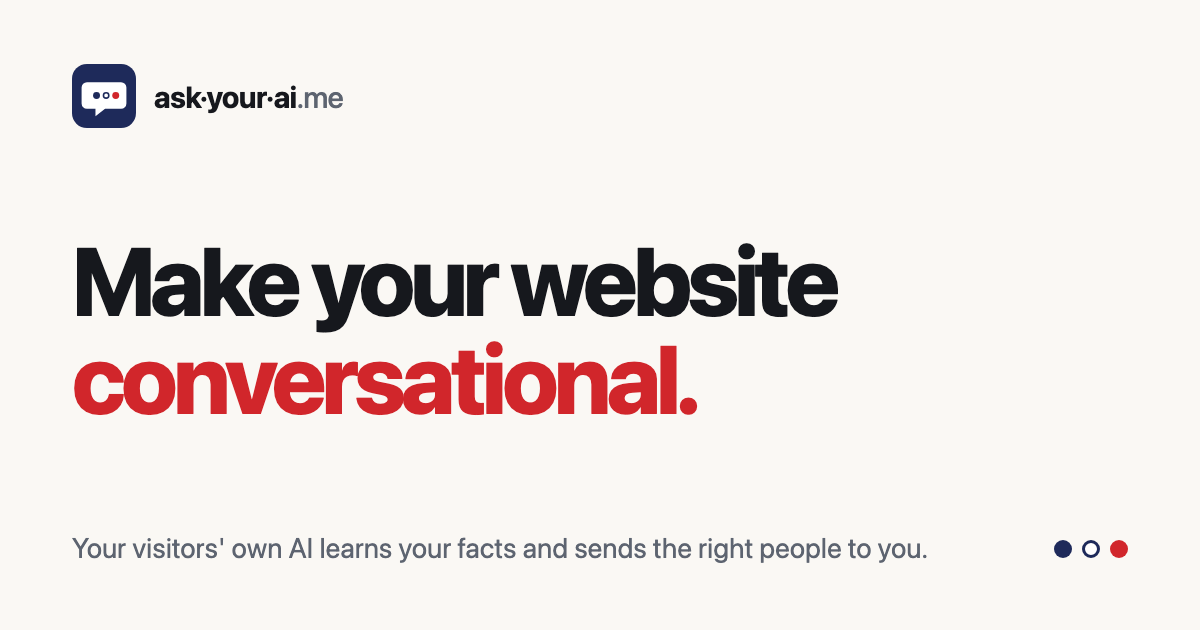 ask·your·ai.me
Make your website
conversational.
Your visitors' own AI learns your facts and sends the right people to you.